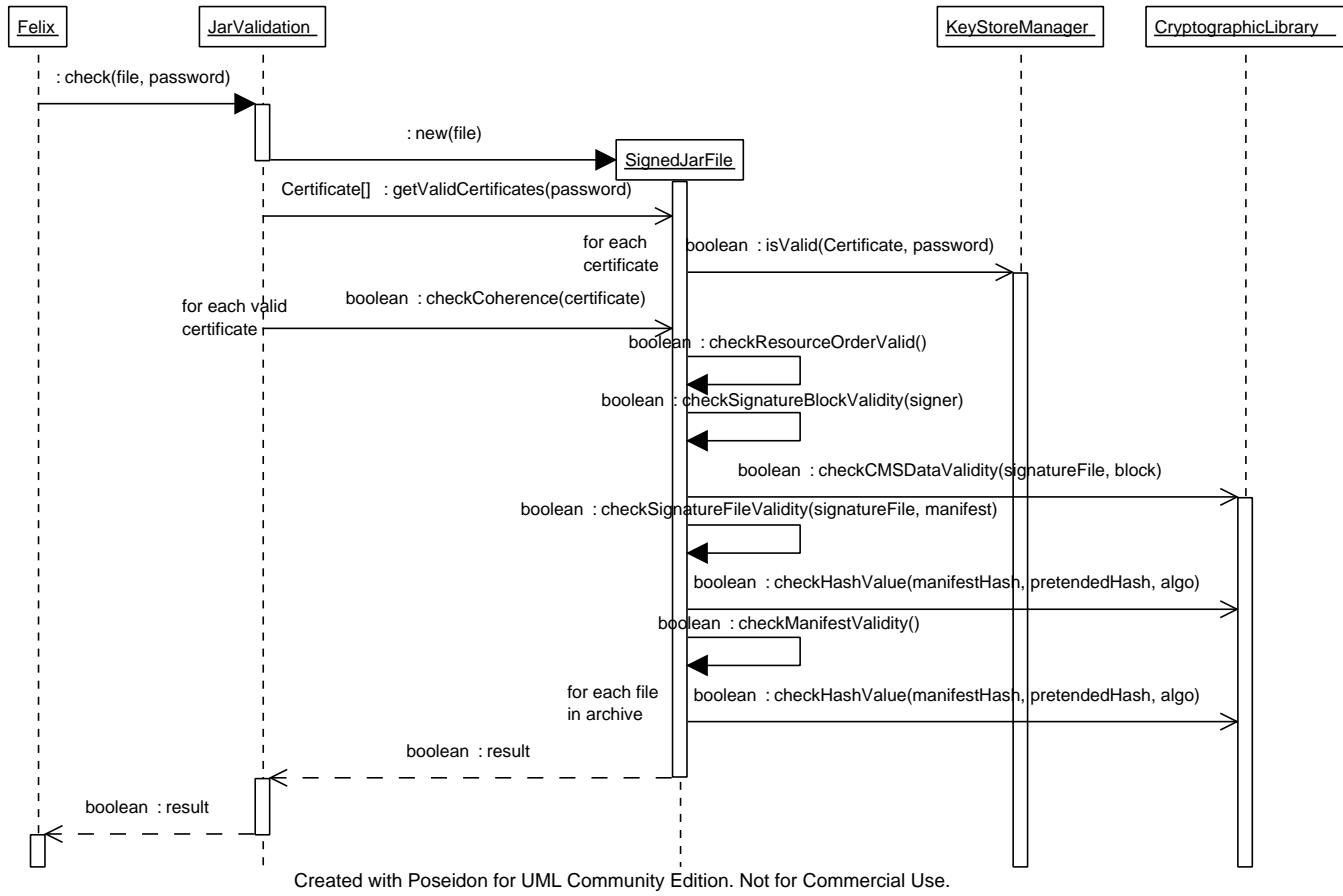 Felix
JarValidation
KeyStoreManager
CryptographicLibrary
: check(file, password)
: new(file)
SignedJarFile
Certificate[] : getValidCertificates(password)
for each
certificate
boolean : isValid(Certificate, password)
for each valid
certificate
boolean : checkCoherence(certificate)
boolean : checkResourceOrderValid()
boolean : checkSignatureBlockValidity(signer)
boolean : checkCMSDataValidity(signatureFile, block)
boolean : checkSignatureFileValidity(signatureFile, manifest)
boolean : checkHashValue(manifestHash, pretendedHash, algo)
boolean : checkManifestValidity()
for each file
in archive
boolean : checkHashValue(manifestHash, pretendedHash, algo)
boolean : result
boolean : result
Created with Poseidon for UML Community Edition. Not for Commercial Use.